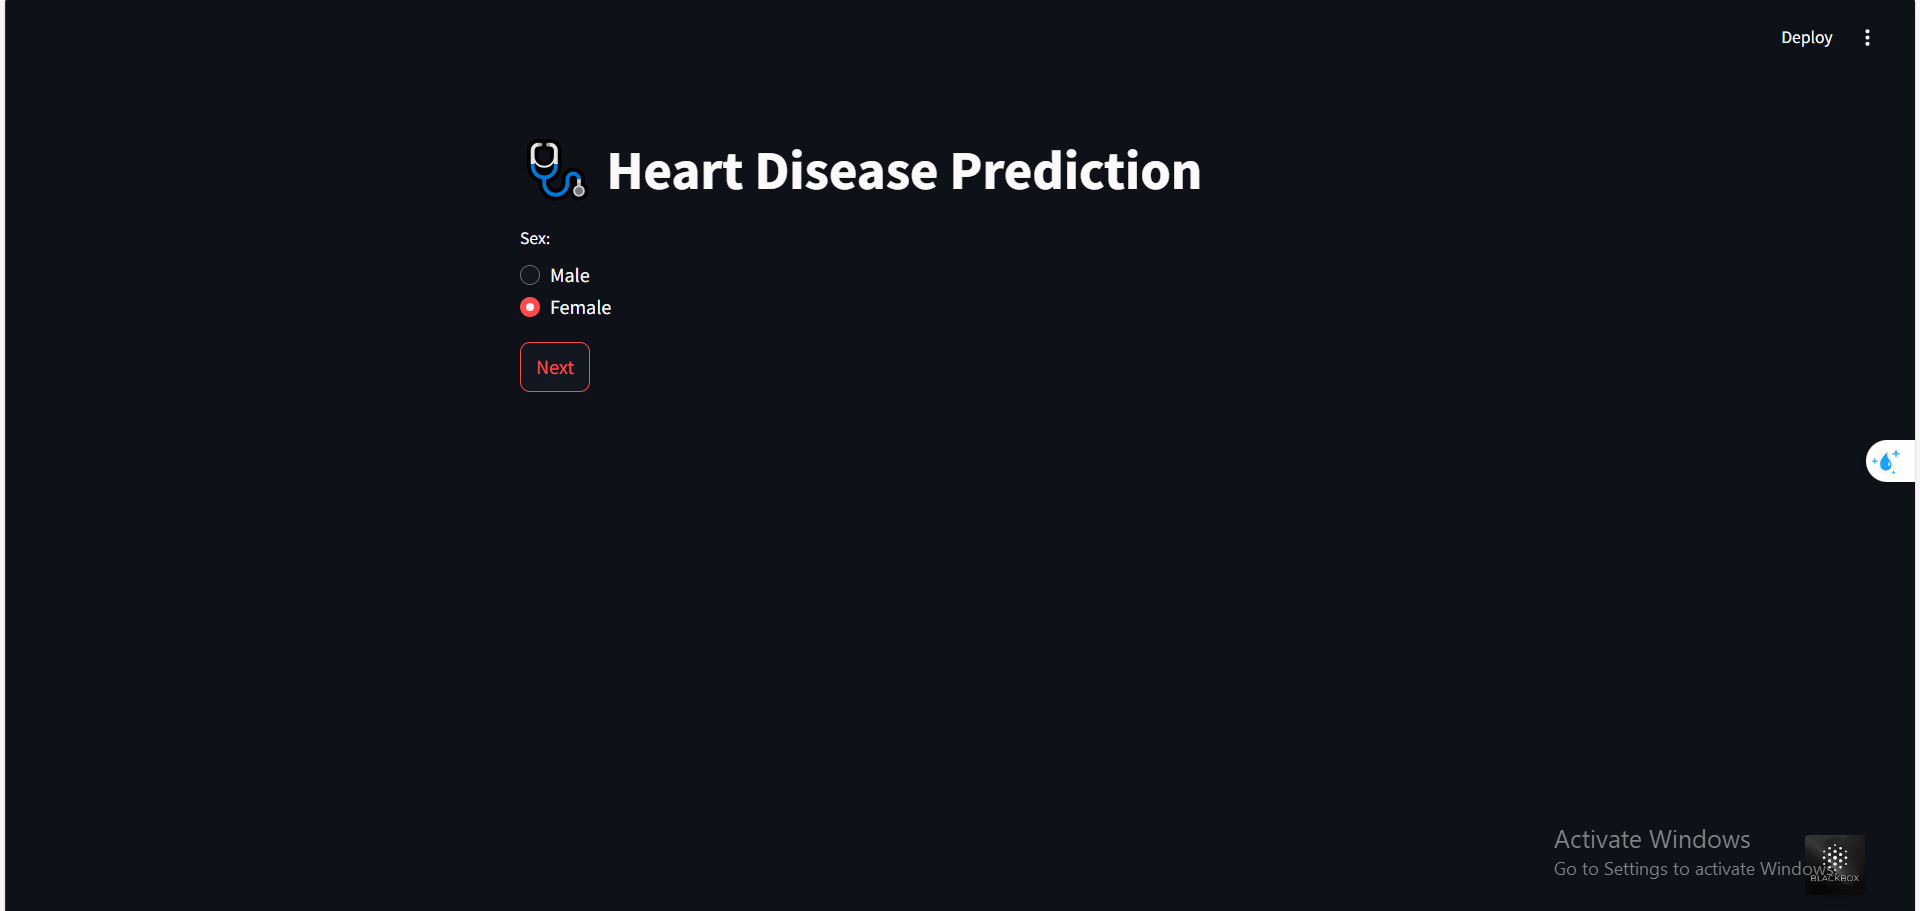 Deploy
Heart Disease Prediction
Sex:
Male
Female
Next
Activate Windows
Go to Settings to activate Windows.
BLACKBOX